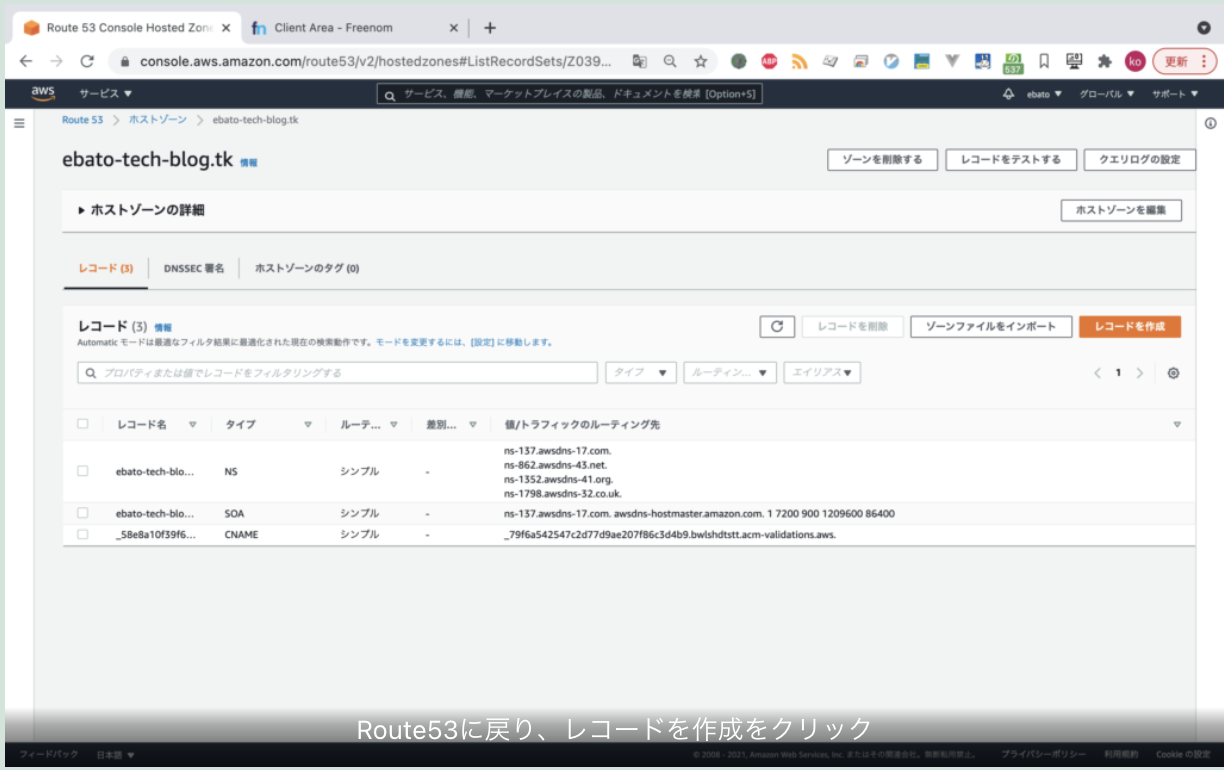 Route 53 Console Hosted Zon
Client Area - Freenom
console.aws.amazon.com/route53/v2/hostedzones#ListRecordSets/Z039...
ABP
537
ko
更新
aws
サービス
サービス、機能、マーケットプレイスの製品、ドキュメントを検索 [Option+S]
ebato
グローバル
サポート
Route 53 > ホストゾーン > ebato-tech-blog.tk
ebato-tech-blog.tk 情報
ゾーンを削除する
レコードをテストする
クエリログの設定
ホストゾーンの詳細
ホストゾーンを編集
レコード (3)
DNSSEC 署名
ホストゾーンのタグ (0)
レコード (3) 情報
レコードを削除
ゾーンファイルをインポート
レコードを作成
Automatic モードは最適なフィルタ結果に最適化された現在の検索動作です。モードを変更するには、[設定] に移動します。
プロパティまたは値でレコードをフィルタリングする
タイプ
ルーティン...
エイリアス
1
レコード名
タイプ
ルーテ...
差別...
値/トラフィックのルーティング先
ns-137.awsdns-17.com.
ns-862.awsdns-43.net.
ebato-tech-blo... NS シンプル -
ns-1352.awsdns-41.org.
ns-1798.awsdns-32.co.uk.
ebato-tech-blo... SOA シンプル - ns-137.awsdns-17.com. awsdns-hostmaster.amazon.com. 1 7200 900 1209600 86400
_58e8a10f39f6... CNAME シンプル - _79f6a542547c2d77d9ae207f86c3d4b9.bwlshdtstt.acm-validations.aws.
Route53に戻り、レコードを作成をクリック
フィードバック
日本語
© 2008 - 2021, Amazon Web Services, Inc. またはその関連会社。無断転用禁止。
プライバシーポリシー
利用規約
Cookie の設定